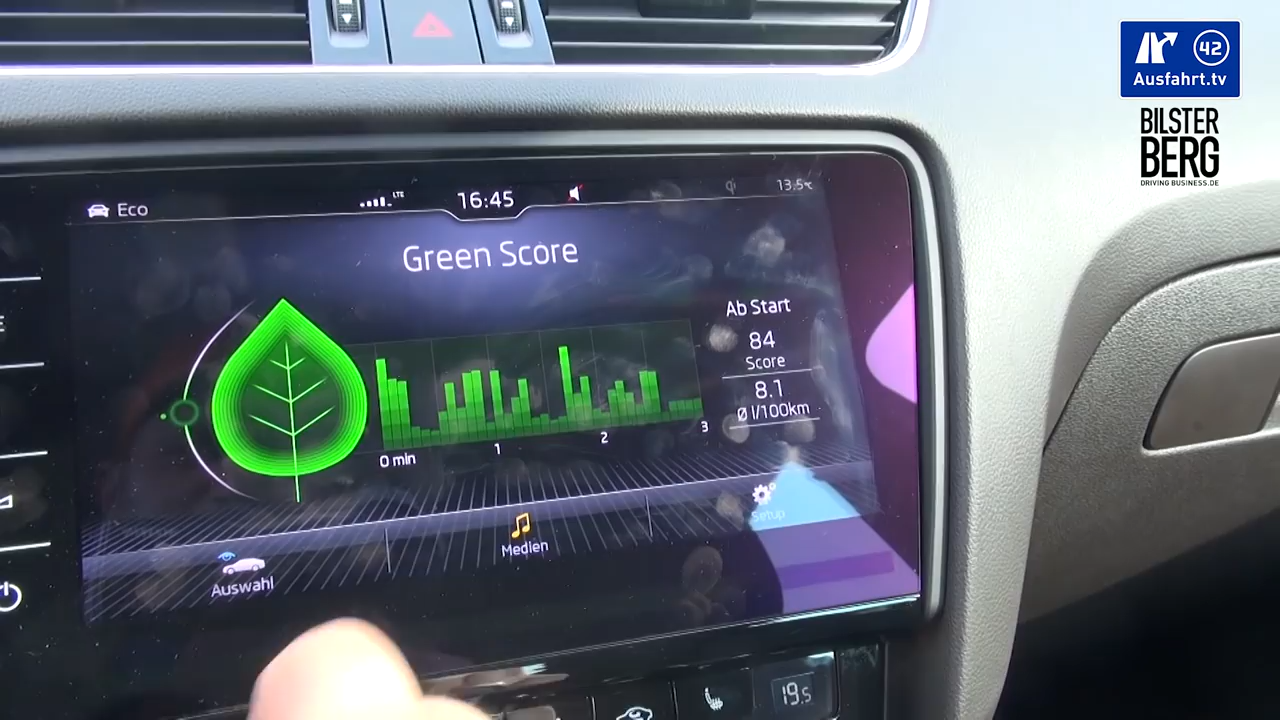 42
Ausfahrt.tv
BILSTER
BERG
DRIVING BUSINESS.DE
Eco
LTE
16:45
13.5°C
Green Score
Ab Start
84
Score
8.1
Ø l/100km
0 min
1
2
3
Auswahl
Medien
Setup
19.5